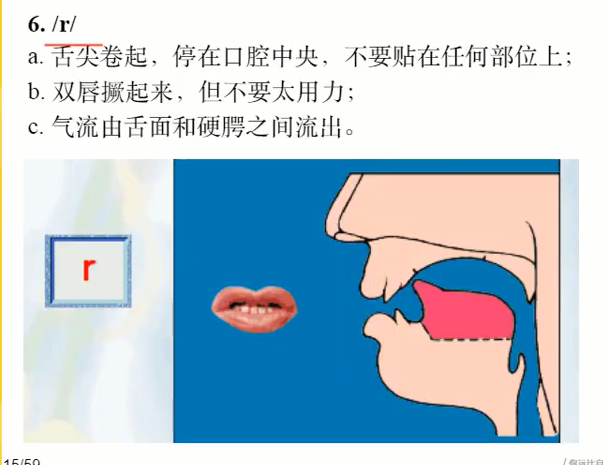 6. /r/
a. 舌尖卷起，停在口腔中央，不要贴在任何部位上；
b. 双唇撅起来，但不要太用力；
c. 气流由舌面和硬腭之间流出。
r
15/59